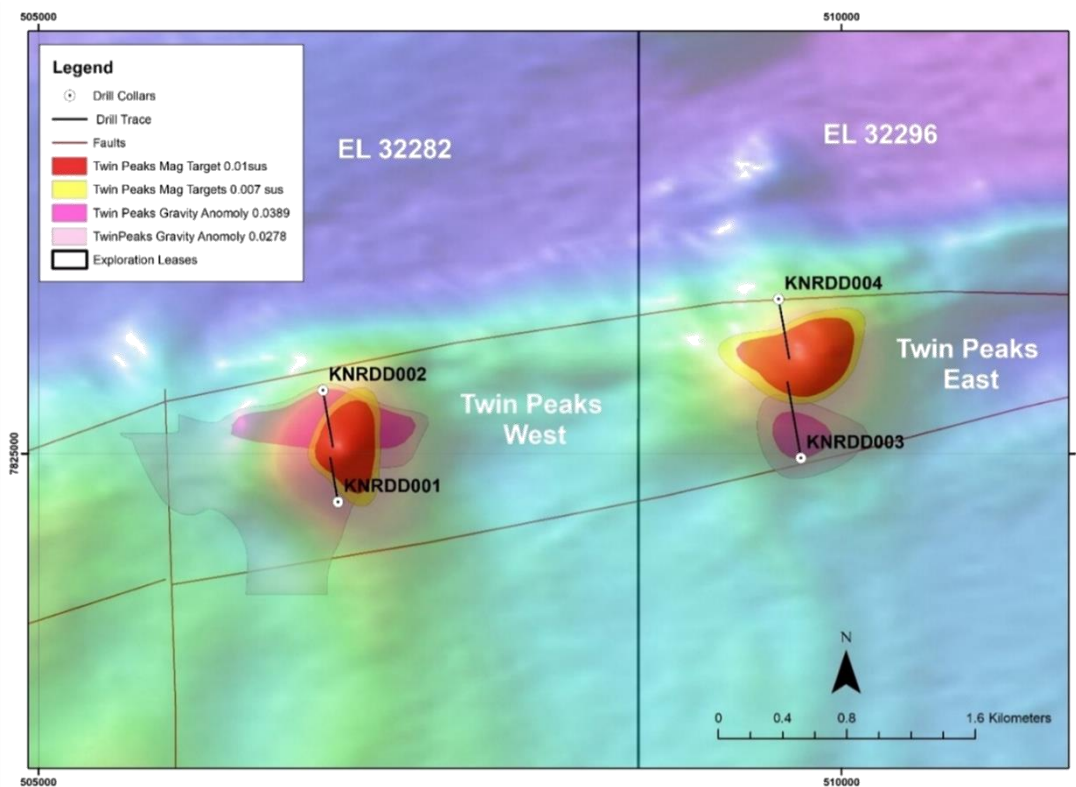 505000
510000
Legend
Drill Collars
Drill Trace
Faults
Twin Peaks Mag Target 0.01sus
Twin Peaks Mag Targets 0.007 sus
Twin Peaks Gravity Anomoly 0.0389
TwinPeaks Gravity Anomoly 0.0278
Exploration Leases
EL 32282
EL 32296
KNRDD004
Twin Peaks
East
KNRDD002
Twin Peaks
West
KNRDD003
7825000
KNRDD001
N
0 0.4 0.8 1.6 Kilometers
505000
510000